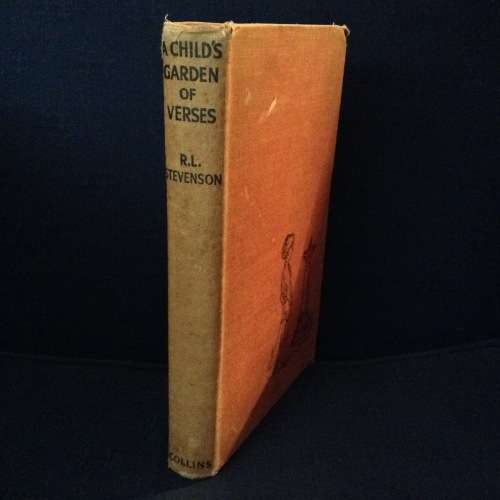 A CHILD'S
GARDEN
OF
VERSES
R.L.
STEVENSON
COLLINS